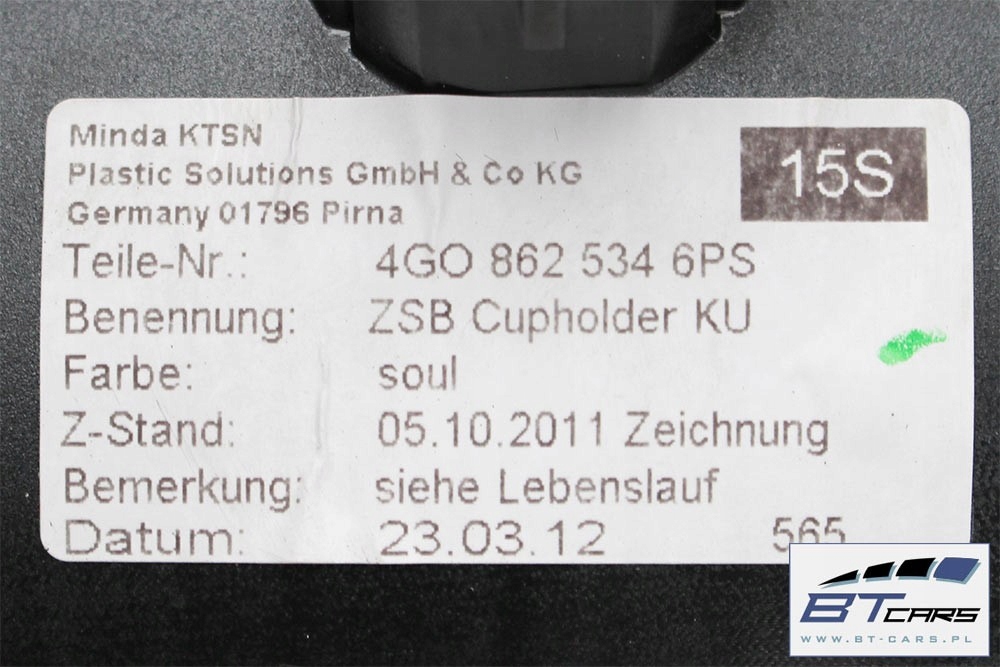 Minda KTSN
Plastic Solutions GmbH & Co KG
Germany 01796 Pirna
15S
Teile-Nr.: 4GO 862 534 6PS
Benennung: ZSB Cupholder KU
Farbe: soul
Z-Stand: 05.10.2011 Zeichnung
Bemerkung: siehe Lebenslauf
Datum: 23.03.12 565
BT CARS
WWW.BT-CARS.PL